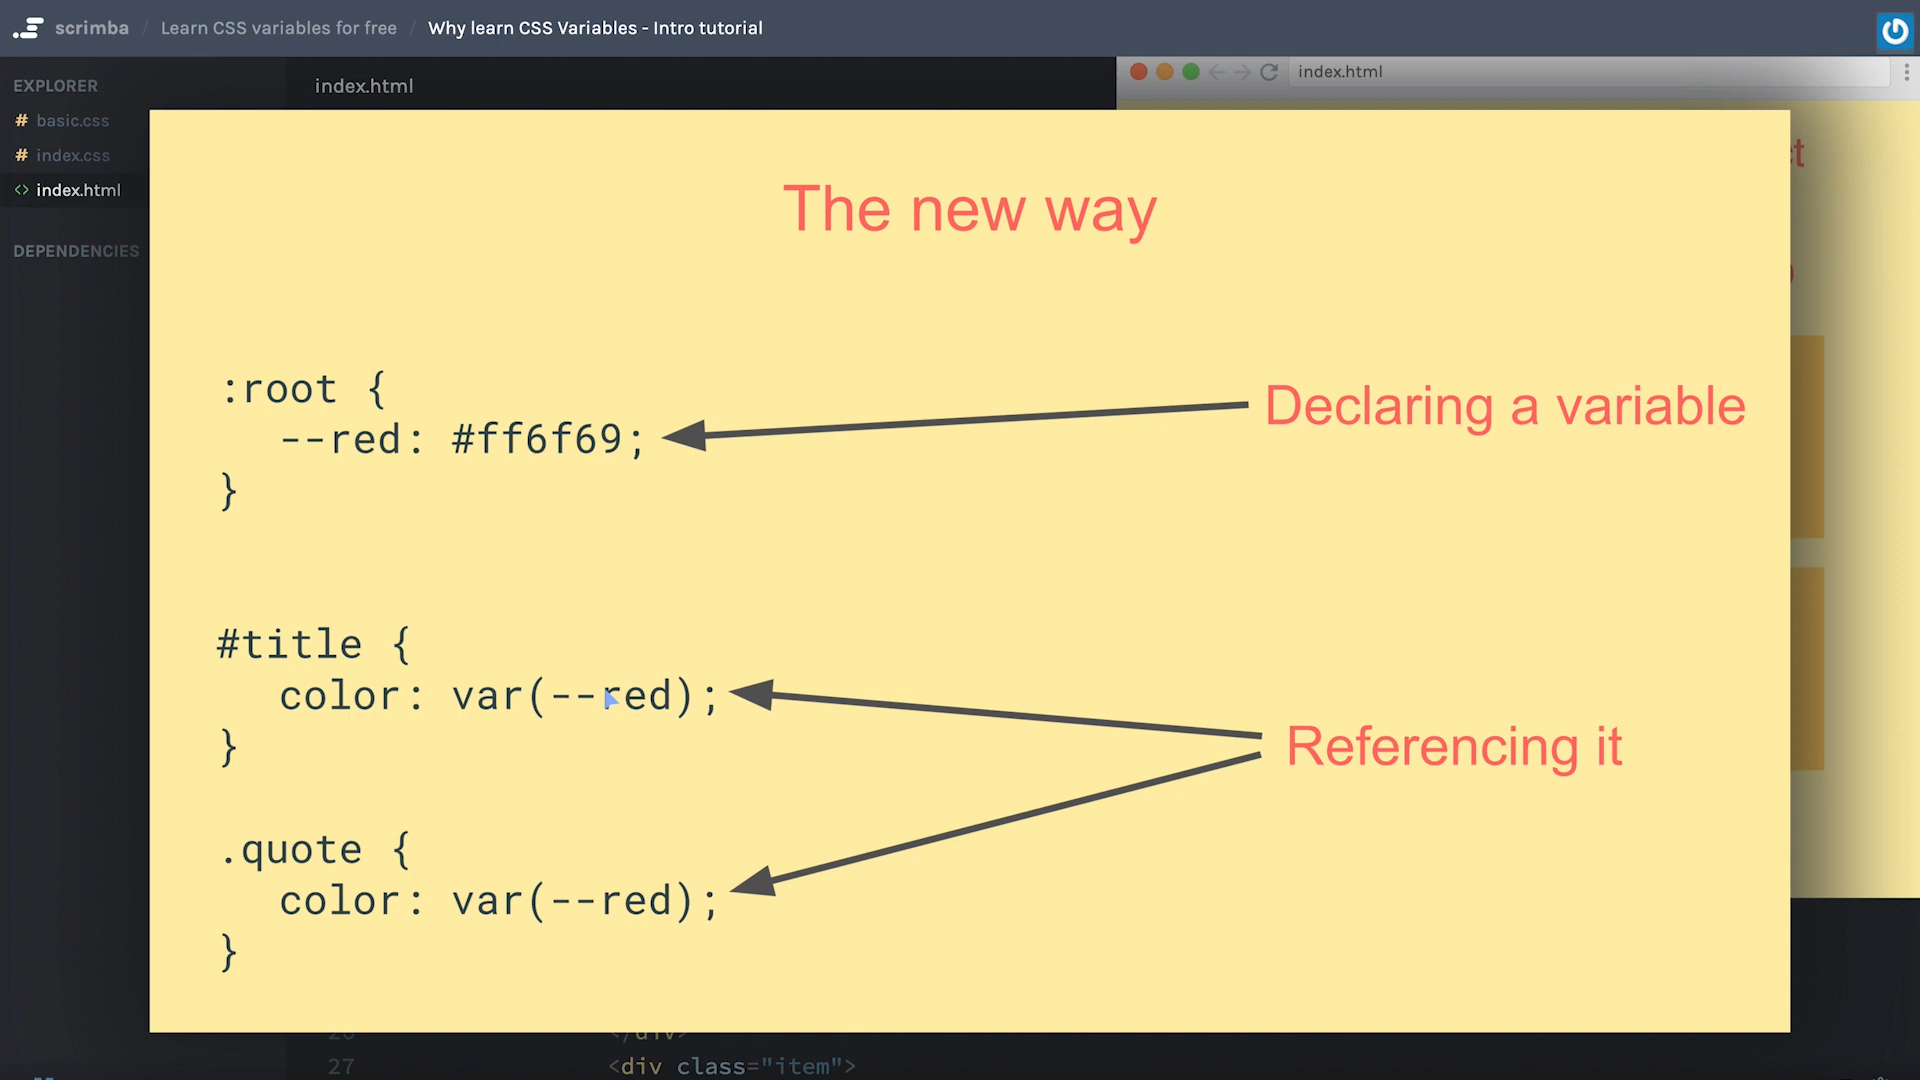 scrimba / Learn CSS variables for free / Why learn CSS Variables - Intro tutorial
EXPLORER
# basic.css
# index.css
<> index.html
DEPENDENCIES
index.html
index.html
The new way
:root {
--red: #ff6f69;
}
Declaring a variable
#title {
color: var(--red);
}
Referencing it
.quote {
color: var(--red);
}
27 <div class="item">